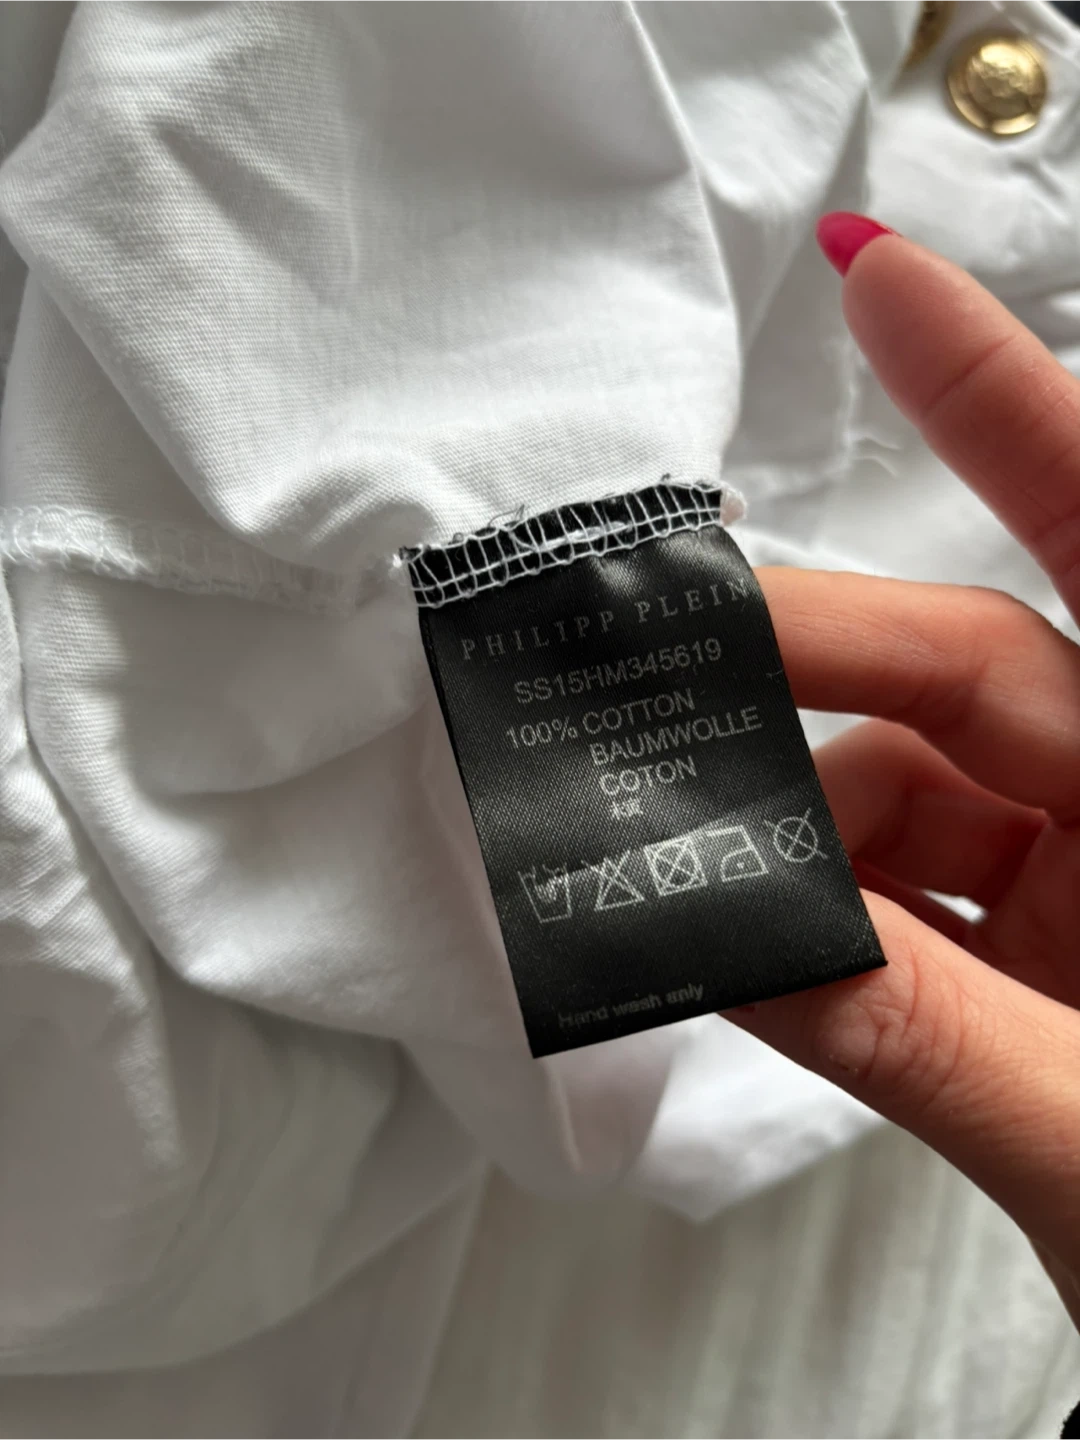 PHILIPP PLEIN
SS15HM345619
100% COTTON
BAUMWOLLE
COTON
Hand wash only